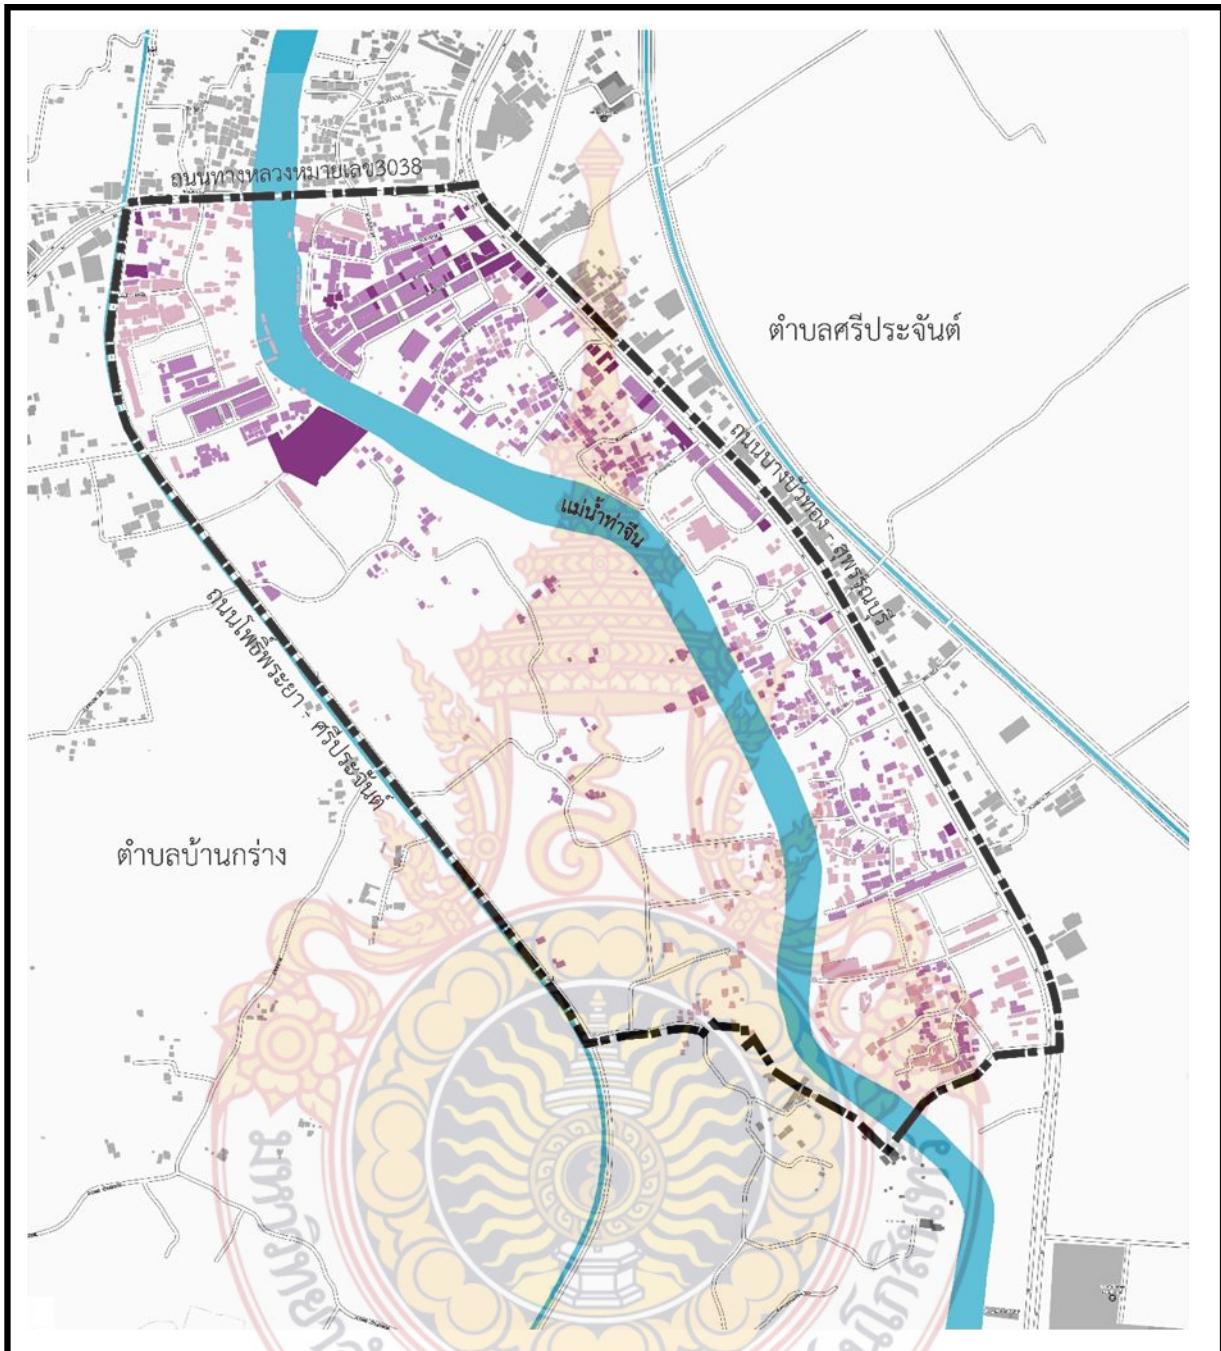 ถนนทางหลวงหมายเลข3038
ตำบลศรีประจันต์
ถนนบางบัวทอง - สุพรรณบุรี
แม่น้ำท่าจีน
ถนนโพธิ์พระยา - ศรีประจันต์
ตำบลบ้านกร่าง